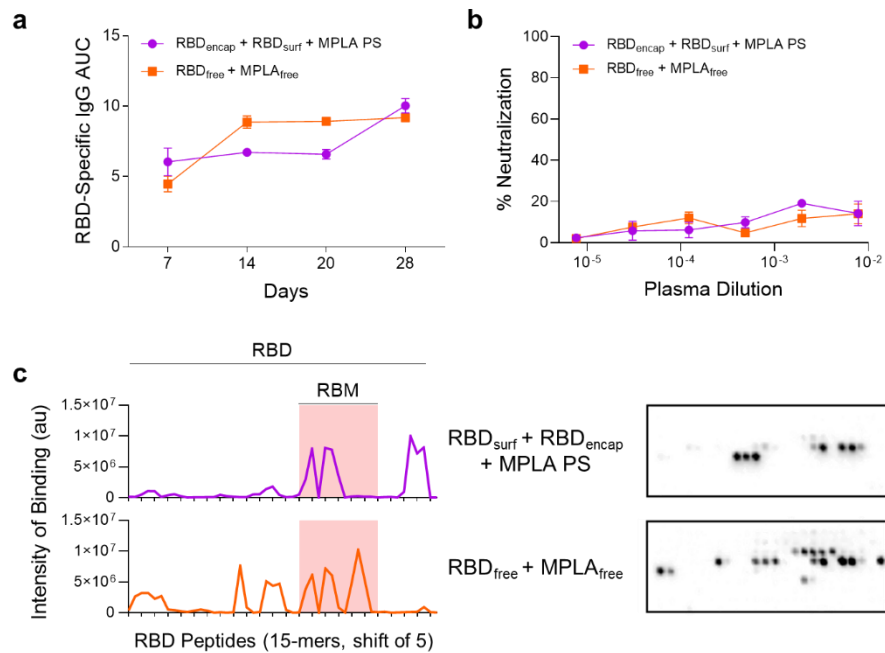 a
RBD-Specific IgG AUC
15
10
5
0
RBDencap + RBDsurf + MPLA PS
RBDfree + MPLAfree
7 14 20 28
Days
b
% Neutralization
100
80
60
40
20
0
RBDencap + RBDsurf + MPLA PS
RBDfree + MPLAfree
10-5 10-4 10-3 10-2
Plasma Dilution
c
RBD
RBM
Intensity of Binding (au)
1.5×10⁷
1.0×10⁷
5.0×10⁶
0
1.5×10⁷
1.0×10⁷
5.0×10⁶
0
RBD Peptides (15-mers, shift of 5)
RBDsurf + RBDencap
+ MPLA PS
RBDfree + MPLAfree